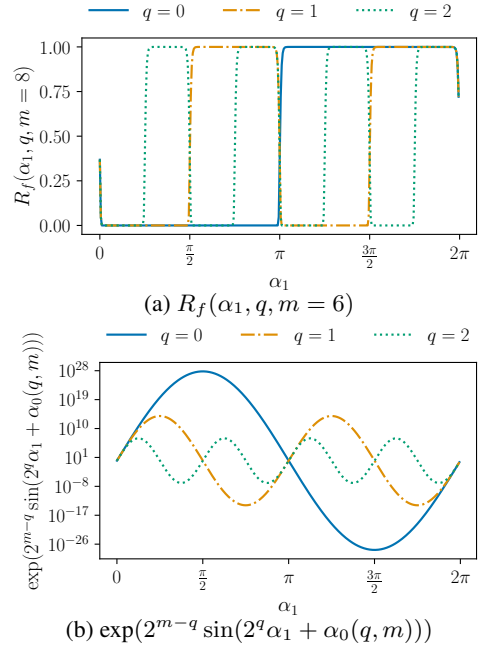 q = 0 q = 1 q = 2
R_f(α_1, q, m = 8)
1.00
0.75
0.50
0.25
0.00
0 π/2 π 3π/2 2π
α_1
(a) R_f(α_1, q, m = 6)
q = 0 q = 1 q = 2
exp(2^{m−q} sin(2^q α_1 + α_0(q, m)))
10^{28}
10^{19}
10^{10}
10^{1}
10^{−8}
10^{−17}
10^{−26}
0 π/2 π 3π/2 2π
α_1
(b) exp(2^{m−q} sin(2^q α_1 + α_0(q, m)))